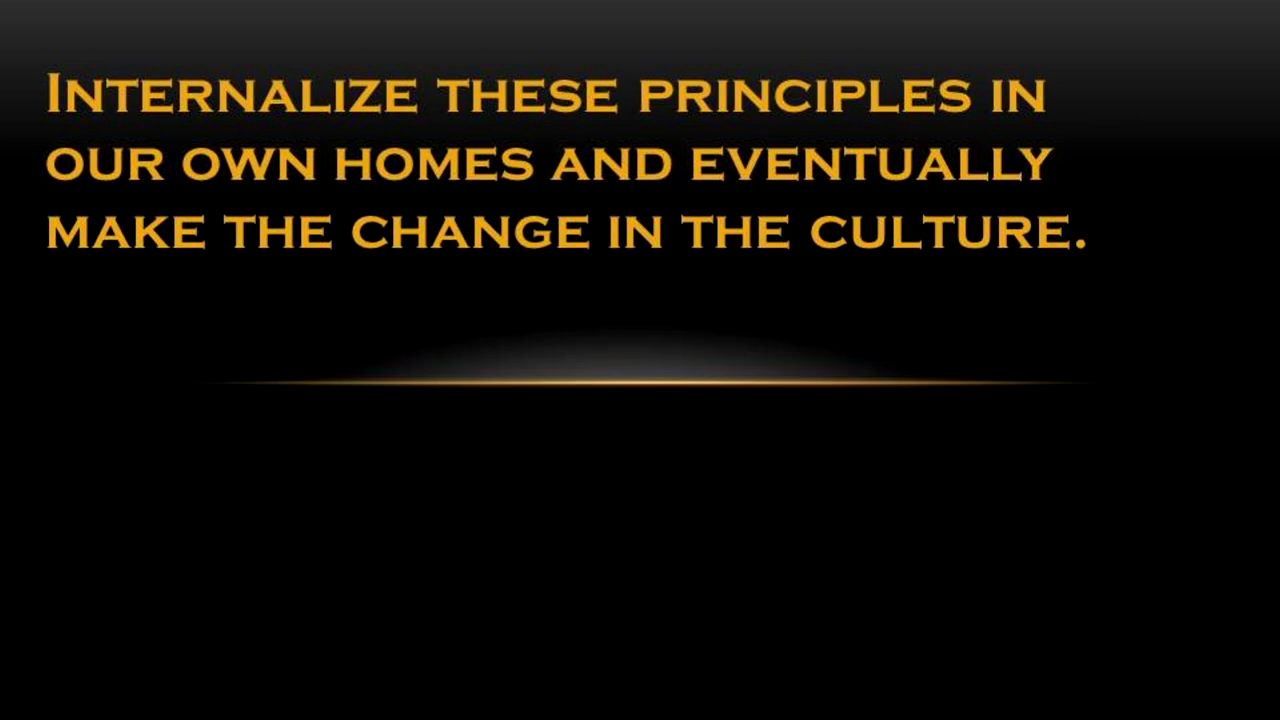 Internalize these principles in
our own homes and eventually
make the change in the culture.